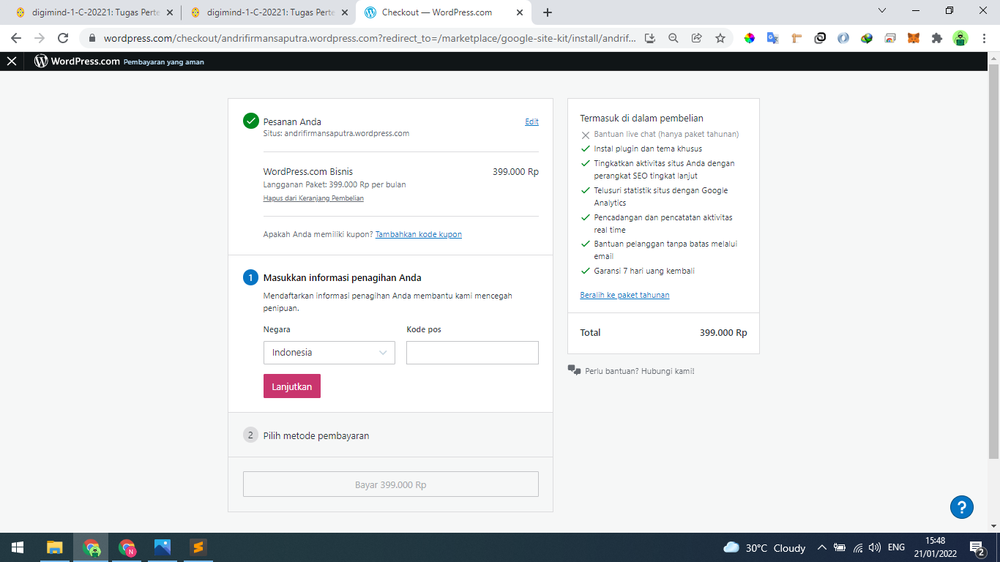 digimind-1-C-20221: Tugas Perte
digimind-1-C-20221: Tugas Perte
Checkout — WordPress.com
wordpress.com/checkout/andrifirmansaputra.wordpress.com?redirect_to=/marketplace/google-site-kit/install/andrif...
WordPress.com Pembayaran yang aman
Pesanan Anda
Edit
Situs: andrifirmansaputra.wordpress.com
WordPress.com Bisnis
399.000 Rp
Langganan Paket: 399.000 Rp per bulan
Hapus dari Keranjang Pembelian
Apakah Anda memiliki kupon? Tambahkan kode kupon
1 Masukkan informasi penagihan Anda
Mendaftarkan informasi penagihan Anda membantu kami mencegah
penipuan.
Negara
Kode pos
Indonesia
Lanjutkan
2 Pilih metode pembayaran
Bayar 399.000 Rp
Termasuk di dalam pembelian
Bantuan live chat (hanya paket tahunan)
Instal plugin dan tema khusus
Tingkatkan aktivitas situs Anda dengan
perangkat SEO tingkat lanjut
Telusuri statistik situs dengan Google
Analytics
Pencadangan dan pencatatan aktivitas
real time
Bantuan pelanggan tanpa batas melalui
email
Garansi 7 hari uang kembali
Beralih ke paket tahunan
Total
399.000 Rp
Perlu bantuan? Hubungi kami!
?
N
30°C Cloudy
ENG
15:48
21/01/2022
2